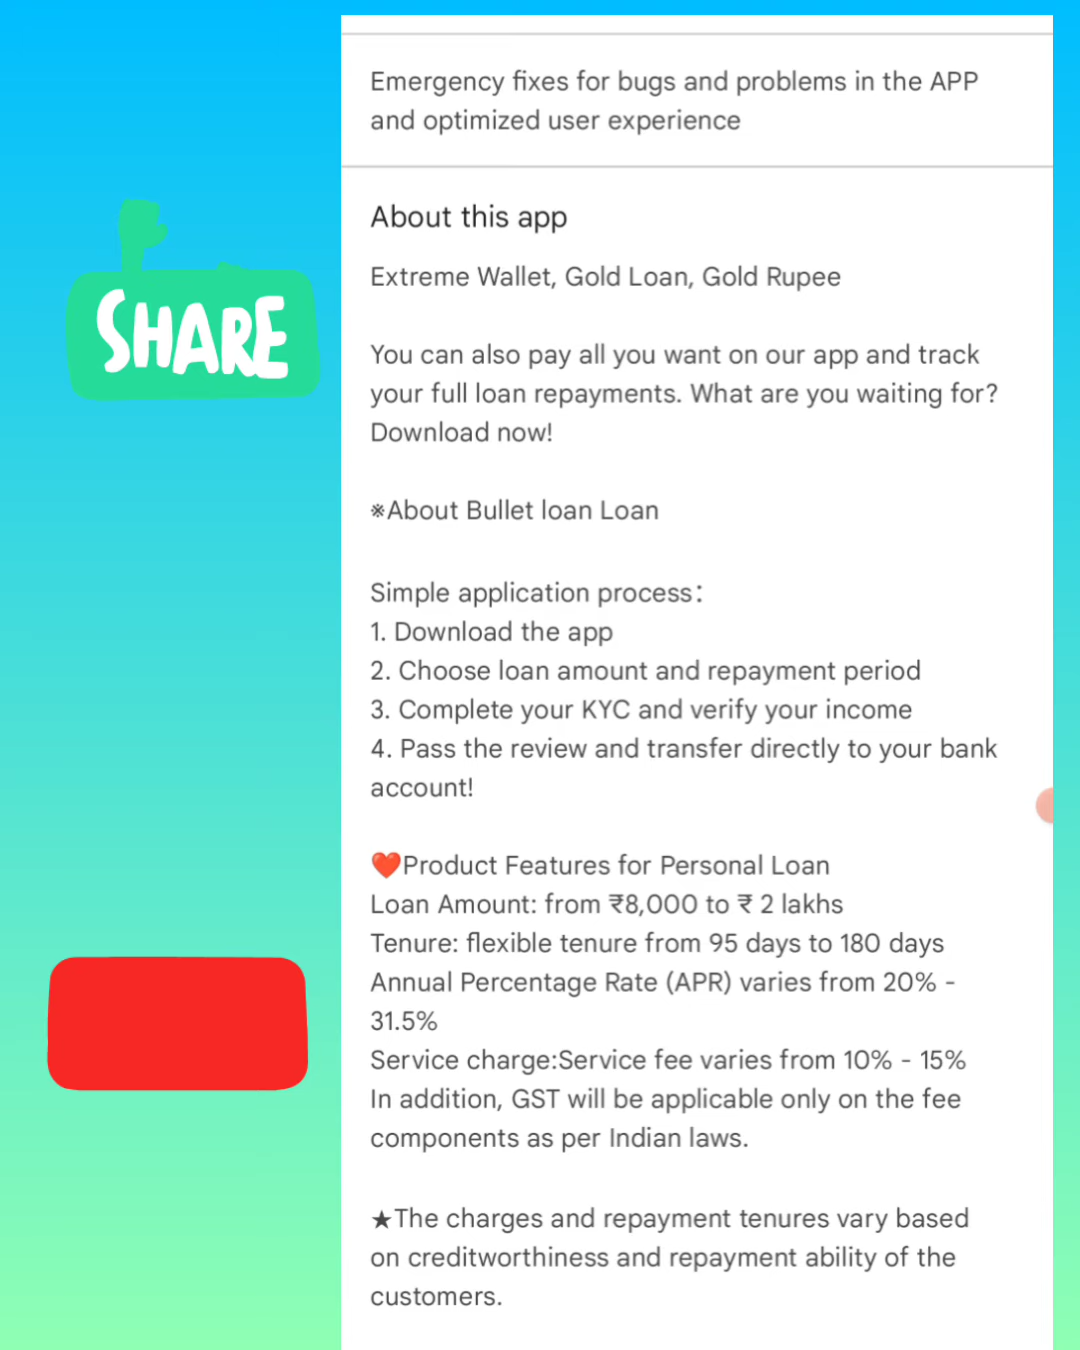 Emergency fixes for bugs and problems in the APP
and optimized user experience
About this app
Extreme Wallet, Gold Loan, Gold Rupee
You can also pay all you want on our app and track
your full loan repayments. What are you waiting for?
Download now!
※About Bullet loan Loan
Simple application process：
1. Download the app
2. Choose loan amount and repayment period
3. Complete your KYC and verify your income
4. Pass the review and transfer directly to your bank
account!
❤️Product Features for Personal Loan
Loan Amount: from ₹8,000 to ₹ 2 lakhs
Tenure: flexible tenure from 95 days to 180 days
Annual Percentage Rate (APR) varies from 20% -
31.5%
Service charge:Service fee varies from 10% - 15%
In addition, GST will be applicable only on the fee
components as per Indian laws.
★The charges and repayment tenures vary based
on creditworthiness and repayment ability of the
customers.
SHARE